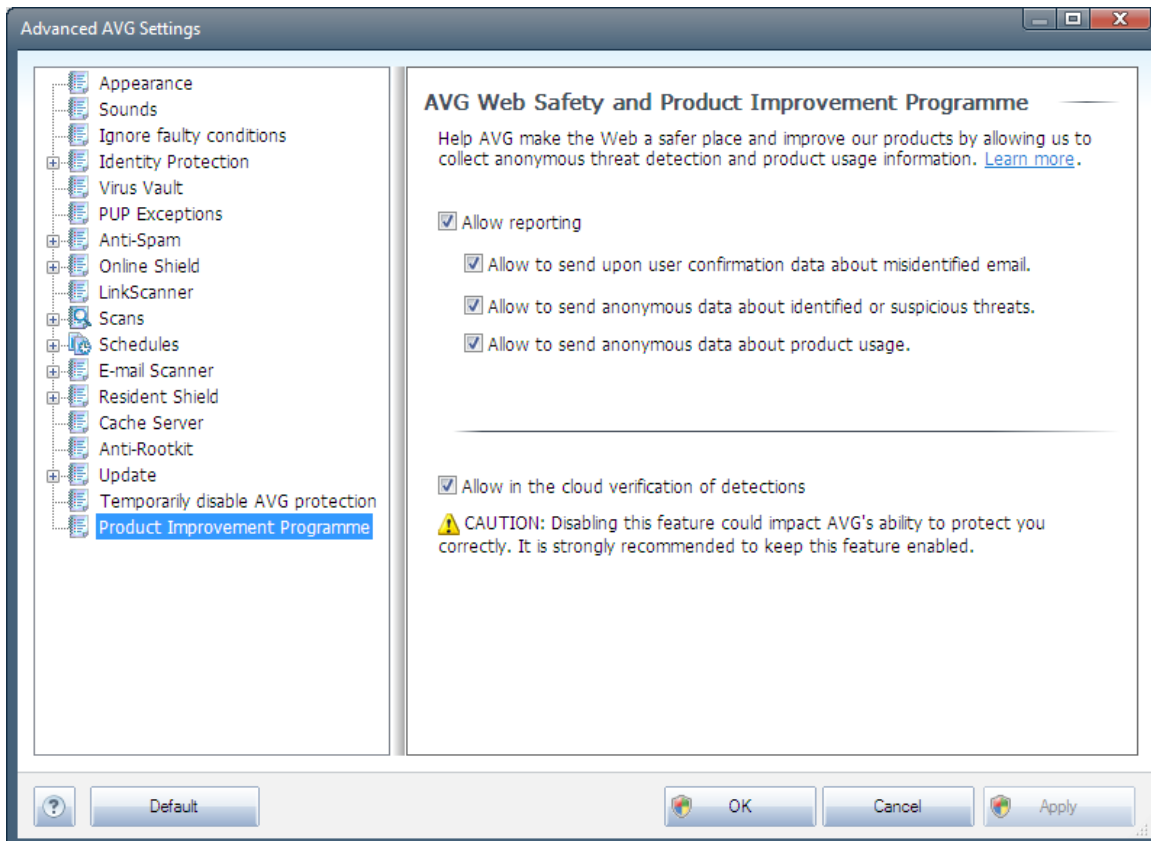 Advanced AVG Settings
Appearance
Sounds
Ignore faulty conditions
Identity Protection
Virus Vault
PUP Exceptions
Anti-Spam
Online Shield
LinkScanner
Scans
Schedules
E-mail Scanner
Resident Shield
Cache Server
Anti-Rootkit
Update
Temporarily disable AVG protection
Product Improvement Programme
AVG Web Safety and Product Improvement Programme
Help AVG make the Web a safer place and improve our products by allowing us to
collect anonymous threat detection and product usage information. Learn more.
Allow reporting
Allow to send upon user confirmation data about misidentified email.
Allow to send anonymous data about identified or suspicious threats.
Allow to send anonymous data about product usage.
Allow in the cloud verification of detections
CAUTION: Disabling this feature could impact AVG's ability to protect you
correctly. It is strongly recommended to keep this feature enabled.
? Default OK Cancel Apply